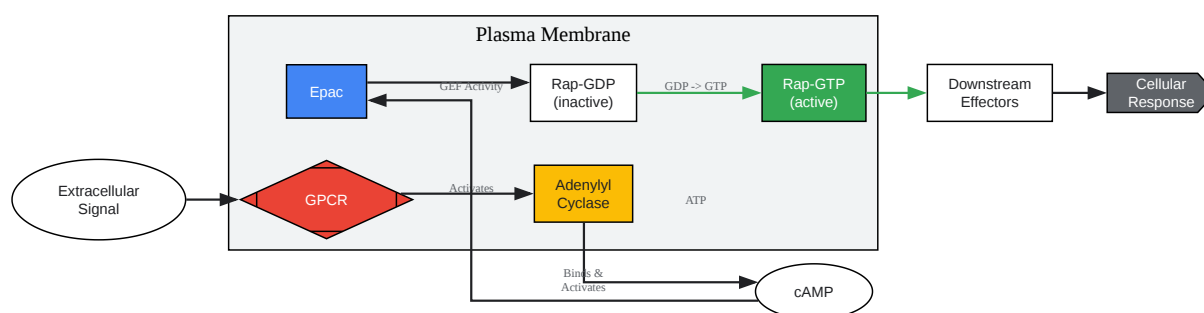 Plasma Membrane
Epac
GEF Activity
Rap-GDP
(inactive)
GDP -> GTP
Rap-GTP
(active)
Downstream
Effectors
Cellular
Response
Extracellular
Signal
GPCR
Activates
Adenylyl
Cyclase
ATP
Binds &
Activates
cAMP